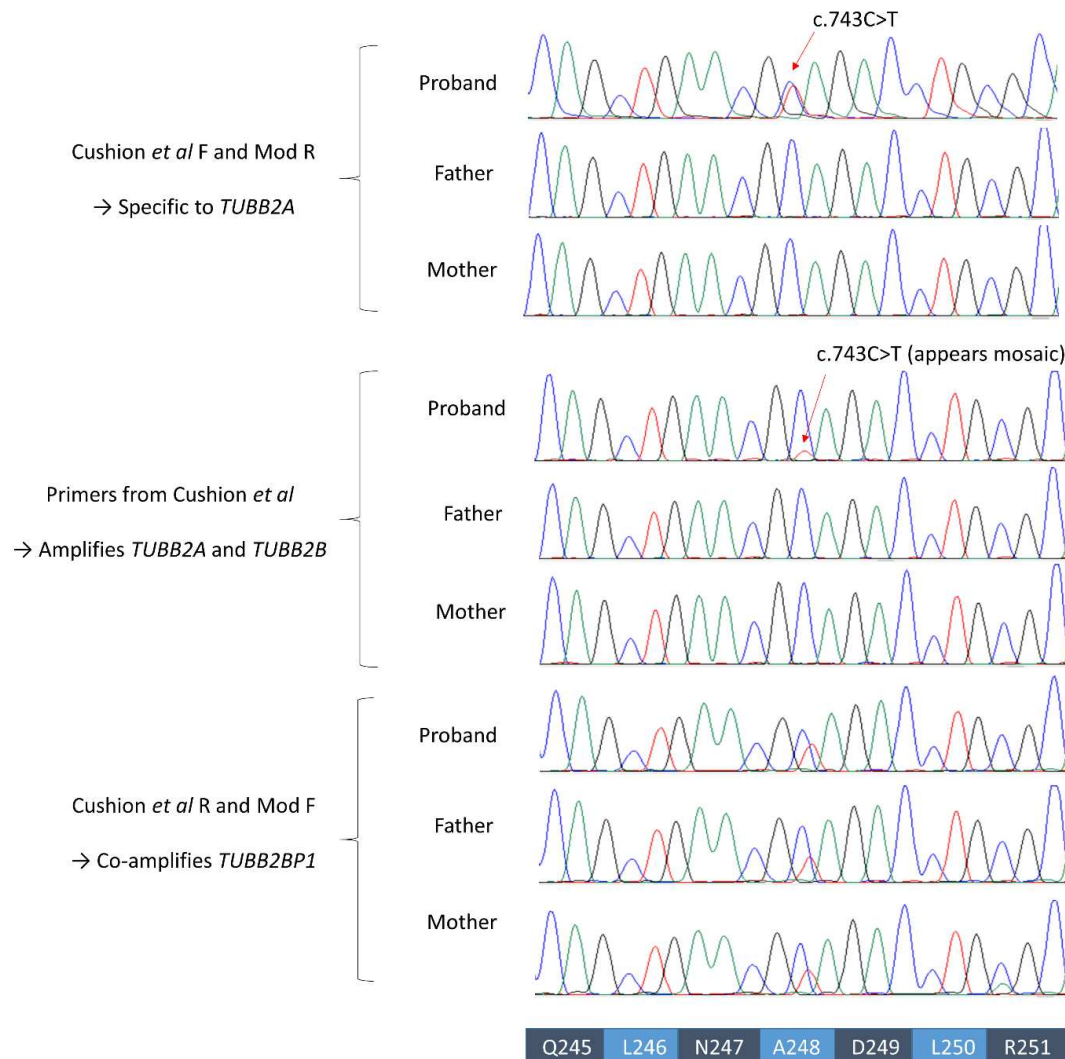 c.743C>T
Proband
Cushion et al F and Mod R
Father
→ Specific to TUBB2A
Mother
c.743C>T (appears mosaic)
Proband
Primers from Cushion et al
Father
→ Amplifies TUBB2A and TUBB2B
Mother
Proband
Cushion et al R and Mod F
Father
→ Co-amplifies TUBB2BP1
Mother
Q245 L246 N247 A248 D249 L250 R251